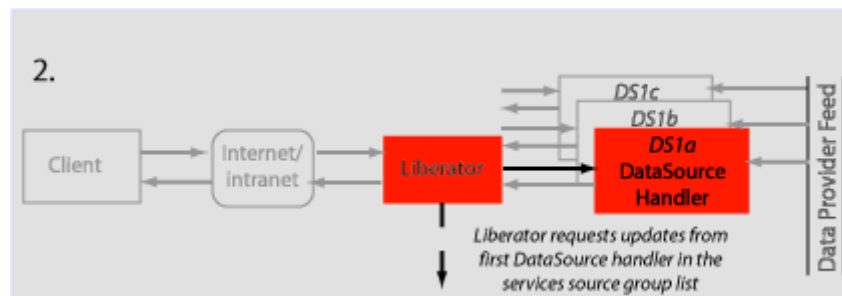 2.
Client
Internet/
intranet
Liberator
DS1c
DS1b
DS1a
DataSource
Handler
Data Provider Feed
Liberator requests updates from
first DataSource handler in the
services source group list